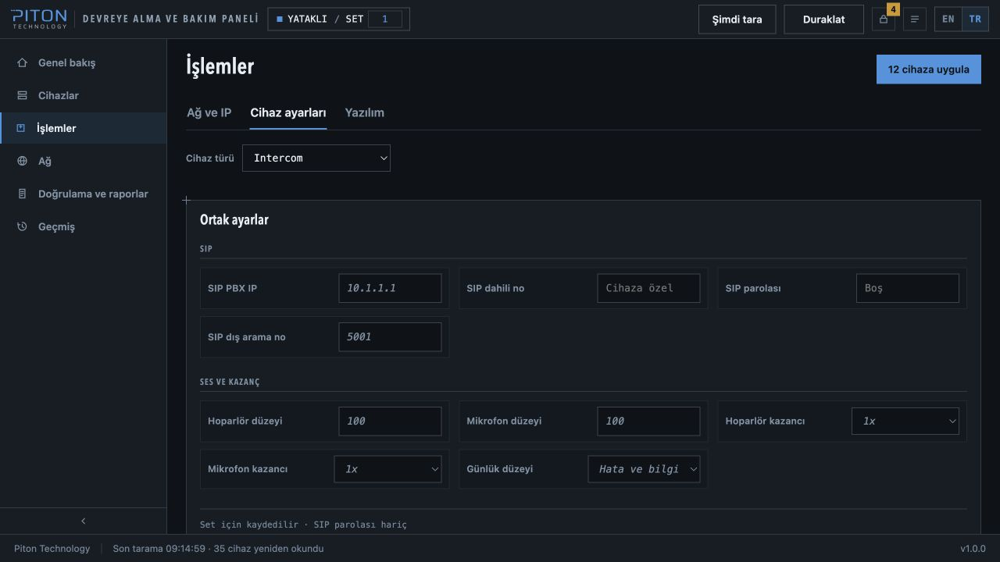 PITON TECHNOLOGY
DEVREYE ALMA VE BAKIM PANELİ
YATAKLI / SET 1
Şimdi tara
Duraklat
4
EN TR
Genel bakış
Cihazlar
İşlemler
Ağ
Doğrulama ve raporlar
Geçmiş
İşlemler
12 cihaza uygula
Ağ ve IP Cihaz ayarları Yazılım
Cihaz türü Intercom
Ortak ayarlar
SIP
SIP PBX IP 10.1.1.1 SIP dahili no Cihaza özel SIP parolası Boş
SIP dış arama no 5001
SES VE KAZANÇ
Hoparlör düzeyi 100 Mikrofon düzeyi 100 Hoparlör kazancı 1x
Mikrofon kazancı 1x Günlük düzeyi Hata ve bilgi
Set için kaydedilir · SIP parolası hariç
Piton Technology Son tarama 09:14:59 · 35 cihaz yeniden okundu v1.0.0